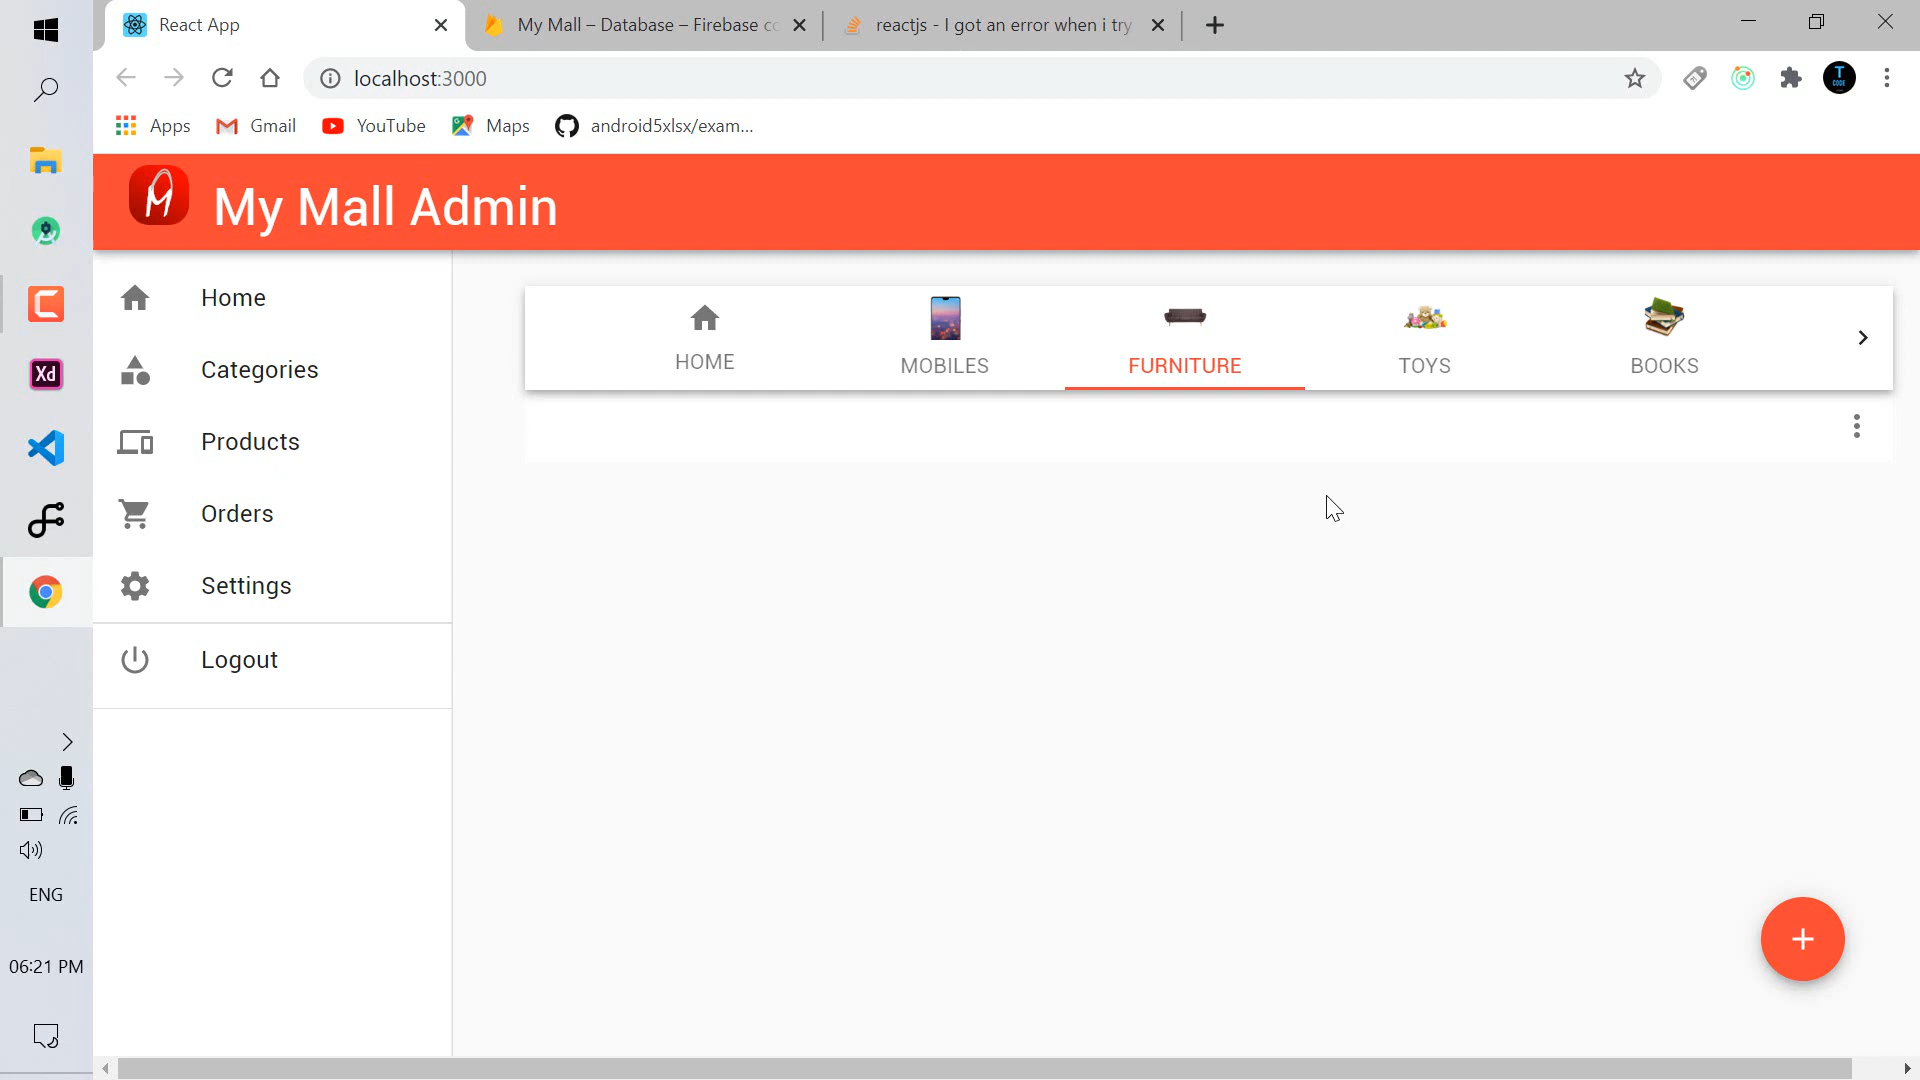 React App
My Mall – Database – Firebase co
reactjs - I got an error when i try
localhost:3000
Apps
Gmail
YouTube
Maps
android5xlsx/exam...
My Mall Admin
Home
Categories
Products
Orders
Settings
Logout
HOME
MOBILES
FURNITURE
TOYS
BOOKS
Xd
T
CODE
ENG
06:21 PM